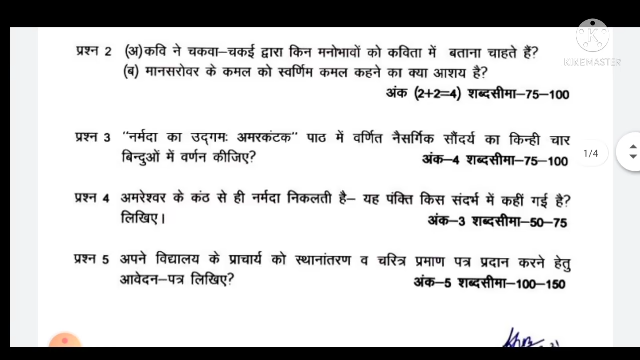 प्रश्न 2 (अ) कवि ने चकवा–चकई द्वारा किन मनोभावों को कविता में बताना चाहते हैं?
(ब) मानसरोवर के कमल को स्वर्णिम कमल कहने का क्या आशय है?
अंक (2+2=4) शब्दसीमा–75–100
प्रश्न 3 "नर्मदा का उद्गमः अमरकंटक" पाठ में वर्णित नैसर्गिक सौंदर्य का किन्ही चार
बिन्दुओं में वर्णन कीजिए? अंक–4 शब्दसीमा–75–100
प्रश्न 4 अमरेश्वर के कंठ से ही नर्मदा निकलती है– यह पंक्ति किस संदर्भ में कहीं गई है?
लिखिए। अंक–3 शब्दसीमा–50–75
प्रश्न 5 अपने विद्यालय के प्राचार्य को स्थानांतरण व चरित्र प्रमाण पत्र प्रदान करने हेतु
आवेदन–पत्र लिखिए? अंक–5 शब्दसीमा–100–150
KINEMASTER
1/4